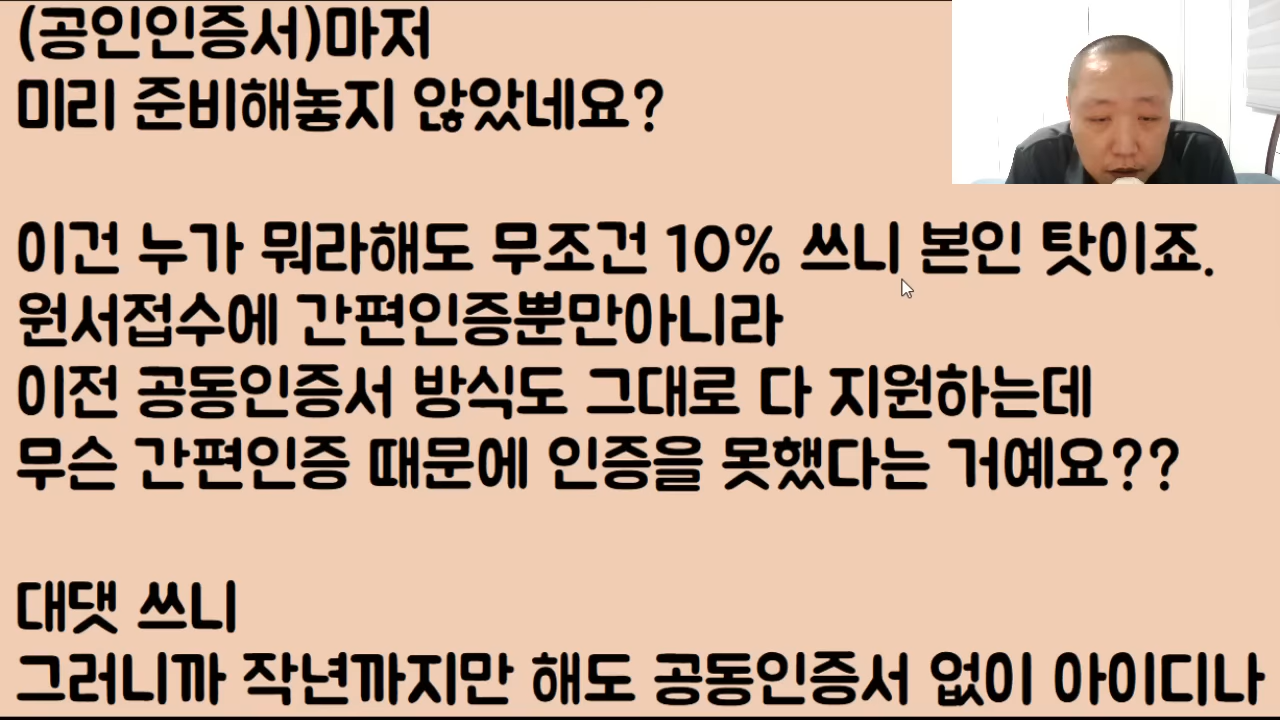 (공인인증서)마저
미리 준비해놓지 않았네요?
이건 누가 뭐라해도 무조건 10% 쓰니 본인 탓이죠.
원서접수에 간편인증뿐만아니라
이전 공동인증서 방식도 그대로 다 지원하는데
무슨 간편인증 때문에 인증을 못했다는 거예요??
대댓 쓰니
그러니까 작년까지만 해도 공동인증서 없이 아이디나